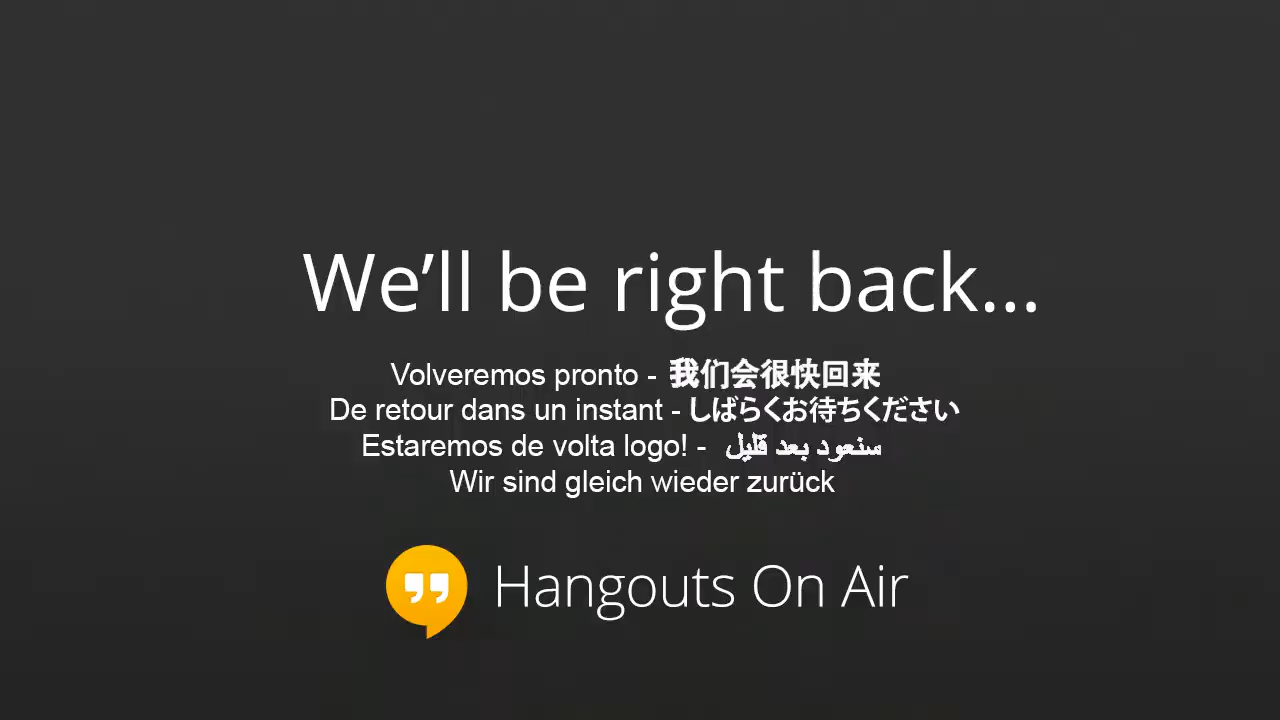 We’ll be right back...
Volveremos pronto - 我们会很快回来
De retour dans un instant - しばらくお待ちください
Estaremos de volta logo! - سنعود بعد قليل
Wir sind gleich wieder zurück
Hangouts On Air